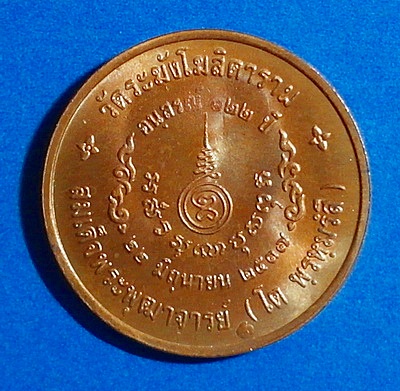 วัดระฆังโฆสิตาราม
อนุสรณ์ ๑๒๒ ปี
๒๒ มิถุนายน ๒๕๓๗
สมเด็จพระพุฒาจารย์ (โต พฺรหฺมรํสี)